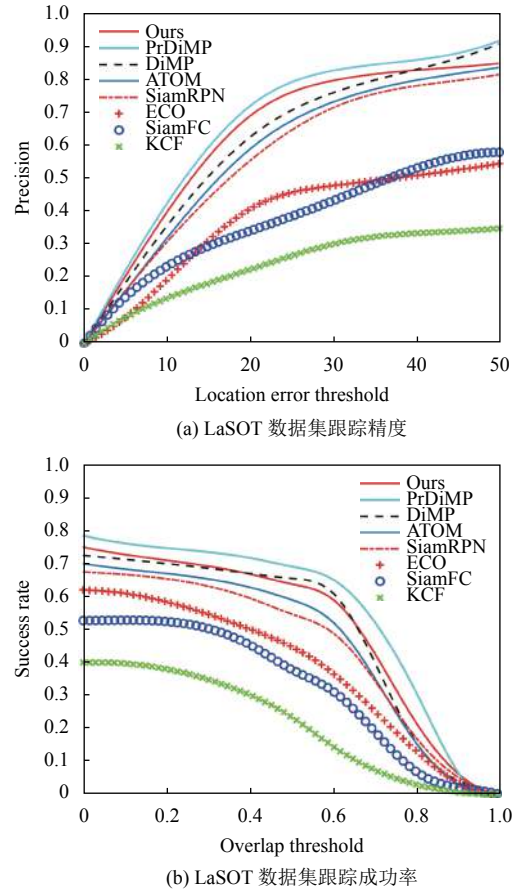 1.0
0.9
0.8
0.7
0.6
0.5
0.4
0.3
0.2
0.1
0
Precision
Ours
PrDiMP
DiMP
ATOM
SiamRPN
ECO
SiamFC
KCF
0 10 20 30 40 50
Location error threshold
(a) LaSOT 数据集跟踪精度
1.0
0.9
0.8
0.7
0.6
0.5
0.4
0.3
0.2
0.1
0
Success rate
Ours
PrDiMP
DiMP
ATOM
SiamRPN
ECO
SiamFC
KCF
0 0.2 0.4 0.6 0.8 1.0
Overlap threshold
(b) LaSOT 数据集跟踪成功率